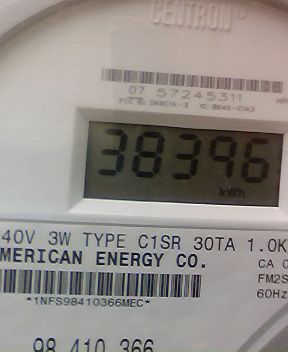 CENTRON®
07 57245311
38396
kWh
40V 3W TYPE C1SR 30TA 1.0K
MERICAN ENERGY CO.
CA 0
FM2S
*1NFS98410366MEC*
60Hz
98 410 366